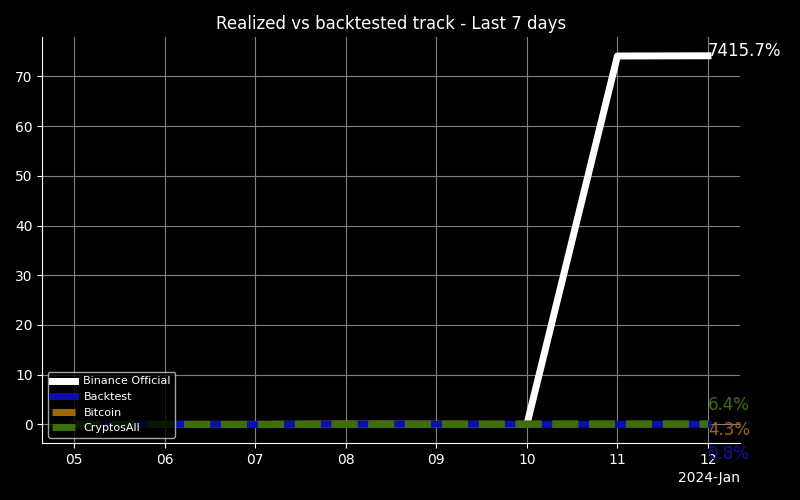 Realized vs backtested track - Last 7 days
7415.7%
70
60
50
40
30
20
10
0
Binance Official
Backtest
Bitcoin
CryptosAll
6.4%
4.3%
0.8%
05 06 07 08 09 10 11 12
2024-Jan